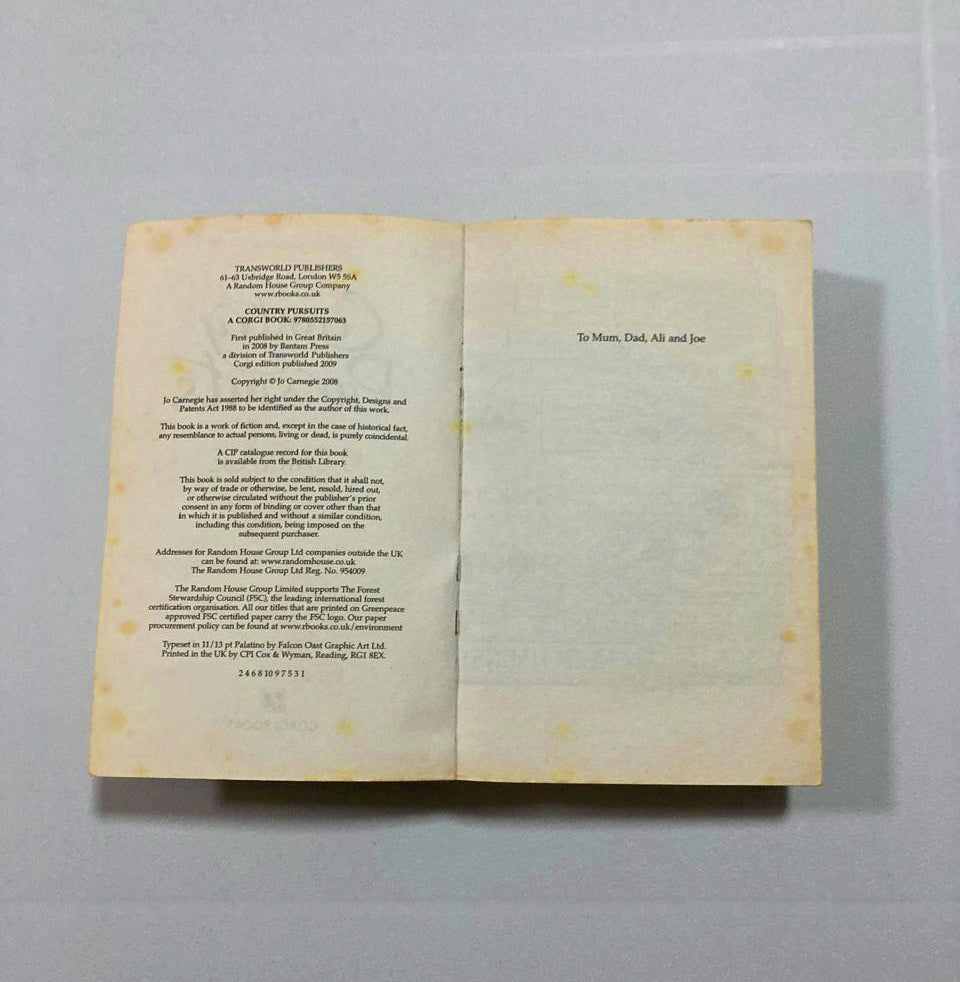 TRANSWORLD PUBLISHERS
61–63 Uxbridge Road, London W5 5SA
A Random House Group Company
www.rbooks.co.uk
COUNTRY PURSUITS
A CORGI BOOK: 9780552157063
First published in Great Britain
in 2008 by Bantam Press
a division of Transworld Publishers
Corgi edition published 2009
Copyright © Jo Carnegie 2008
Jo Carnegie has asserted her right under the Copyright, Designs and
Patents Act 1988 to be identified as the author of this work.
This book is a work of fiction and, except in the case of historical fact,
any resemblance to actual persons, living or dead, is purely coincidental.
A CIP catalogue record for this book
is available from the British Library.
This book is sold subject to the condition that it shall not,
by way of trade or otherwise, be lent, resold, hired out,
or otherwise circulated without the publisher's prior
consent in any form of binding or cover other than that
in which it is published and without a similar condition,
including this condition, being imposed on the
subsequent purchaser.
Addresses for Random House Group Ltd companies outside the UK
can be found at: www.randomhouse.co.uk
The Random House Group Ltd Reg. No. 954009
The Random House Group Limited supports The Forest
Stewardship Council (FSC), the leading international forest
certification organisation. All our titles that are printed on Greenpeace
approved FSC certified paper carry the FSC logo. Our paper
procurement policy can be found at www.rbooks.co.uk/environment
Typeset in 11/13 pt Palatino by Falcon Oast Graphic Art Ltd.
Printed in the UK by CPI Cox & Wyman, Reading, RG1 8EX.
2 4 6 8 10 9 7 5 3 1
To Mum, Dad, Ali and Joe